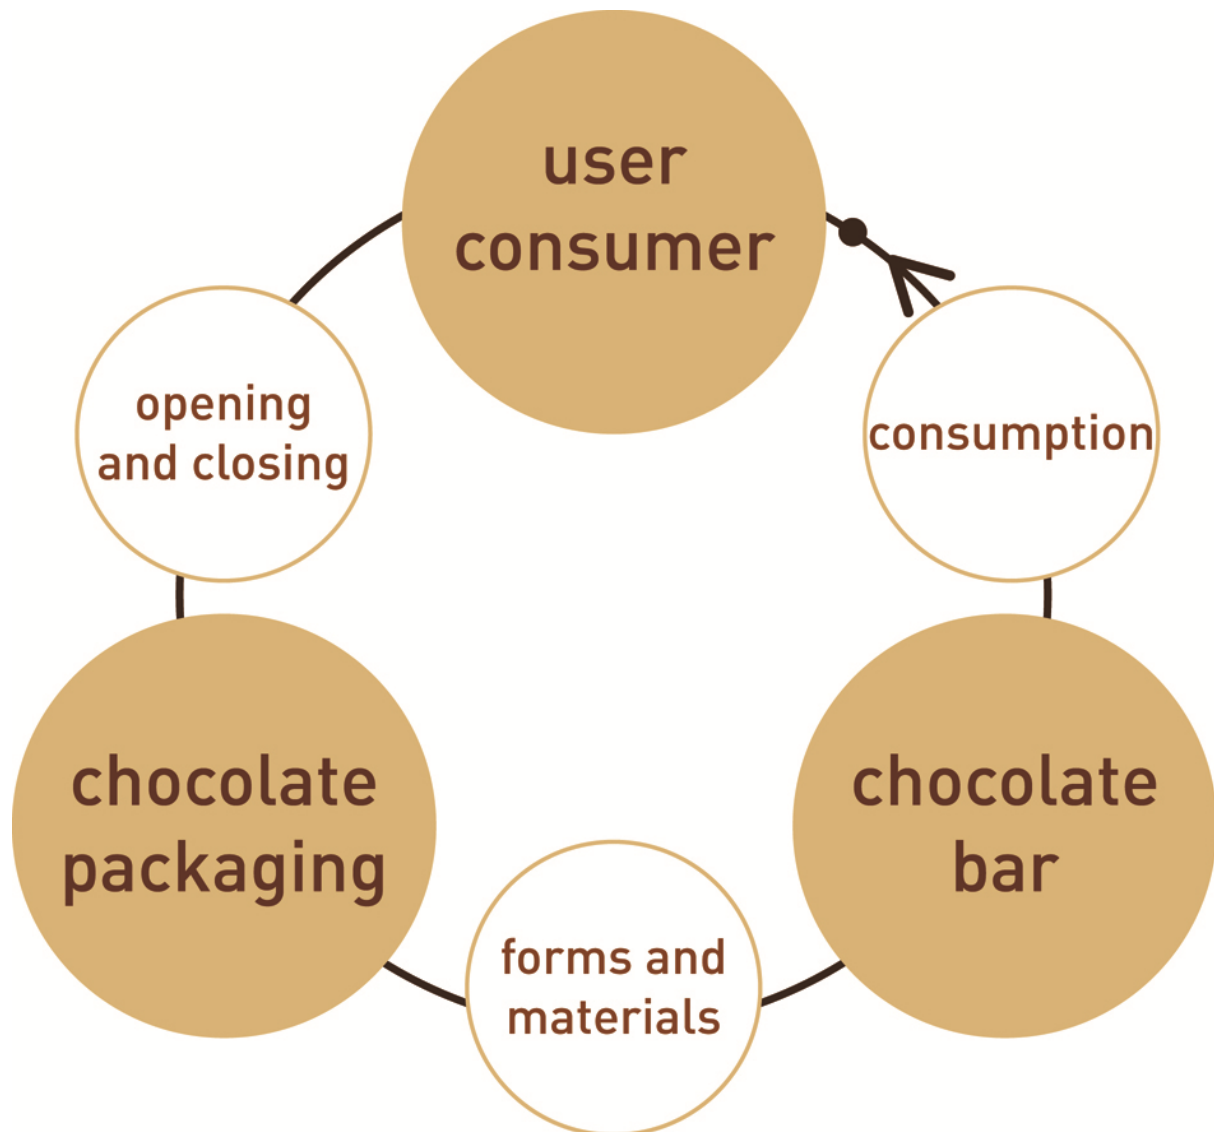 user
consumer
opening
and closing
consumption
chocolate
packaging
chocolate
bar
forms and
materials